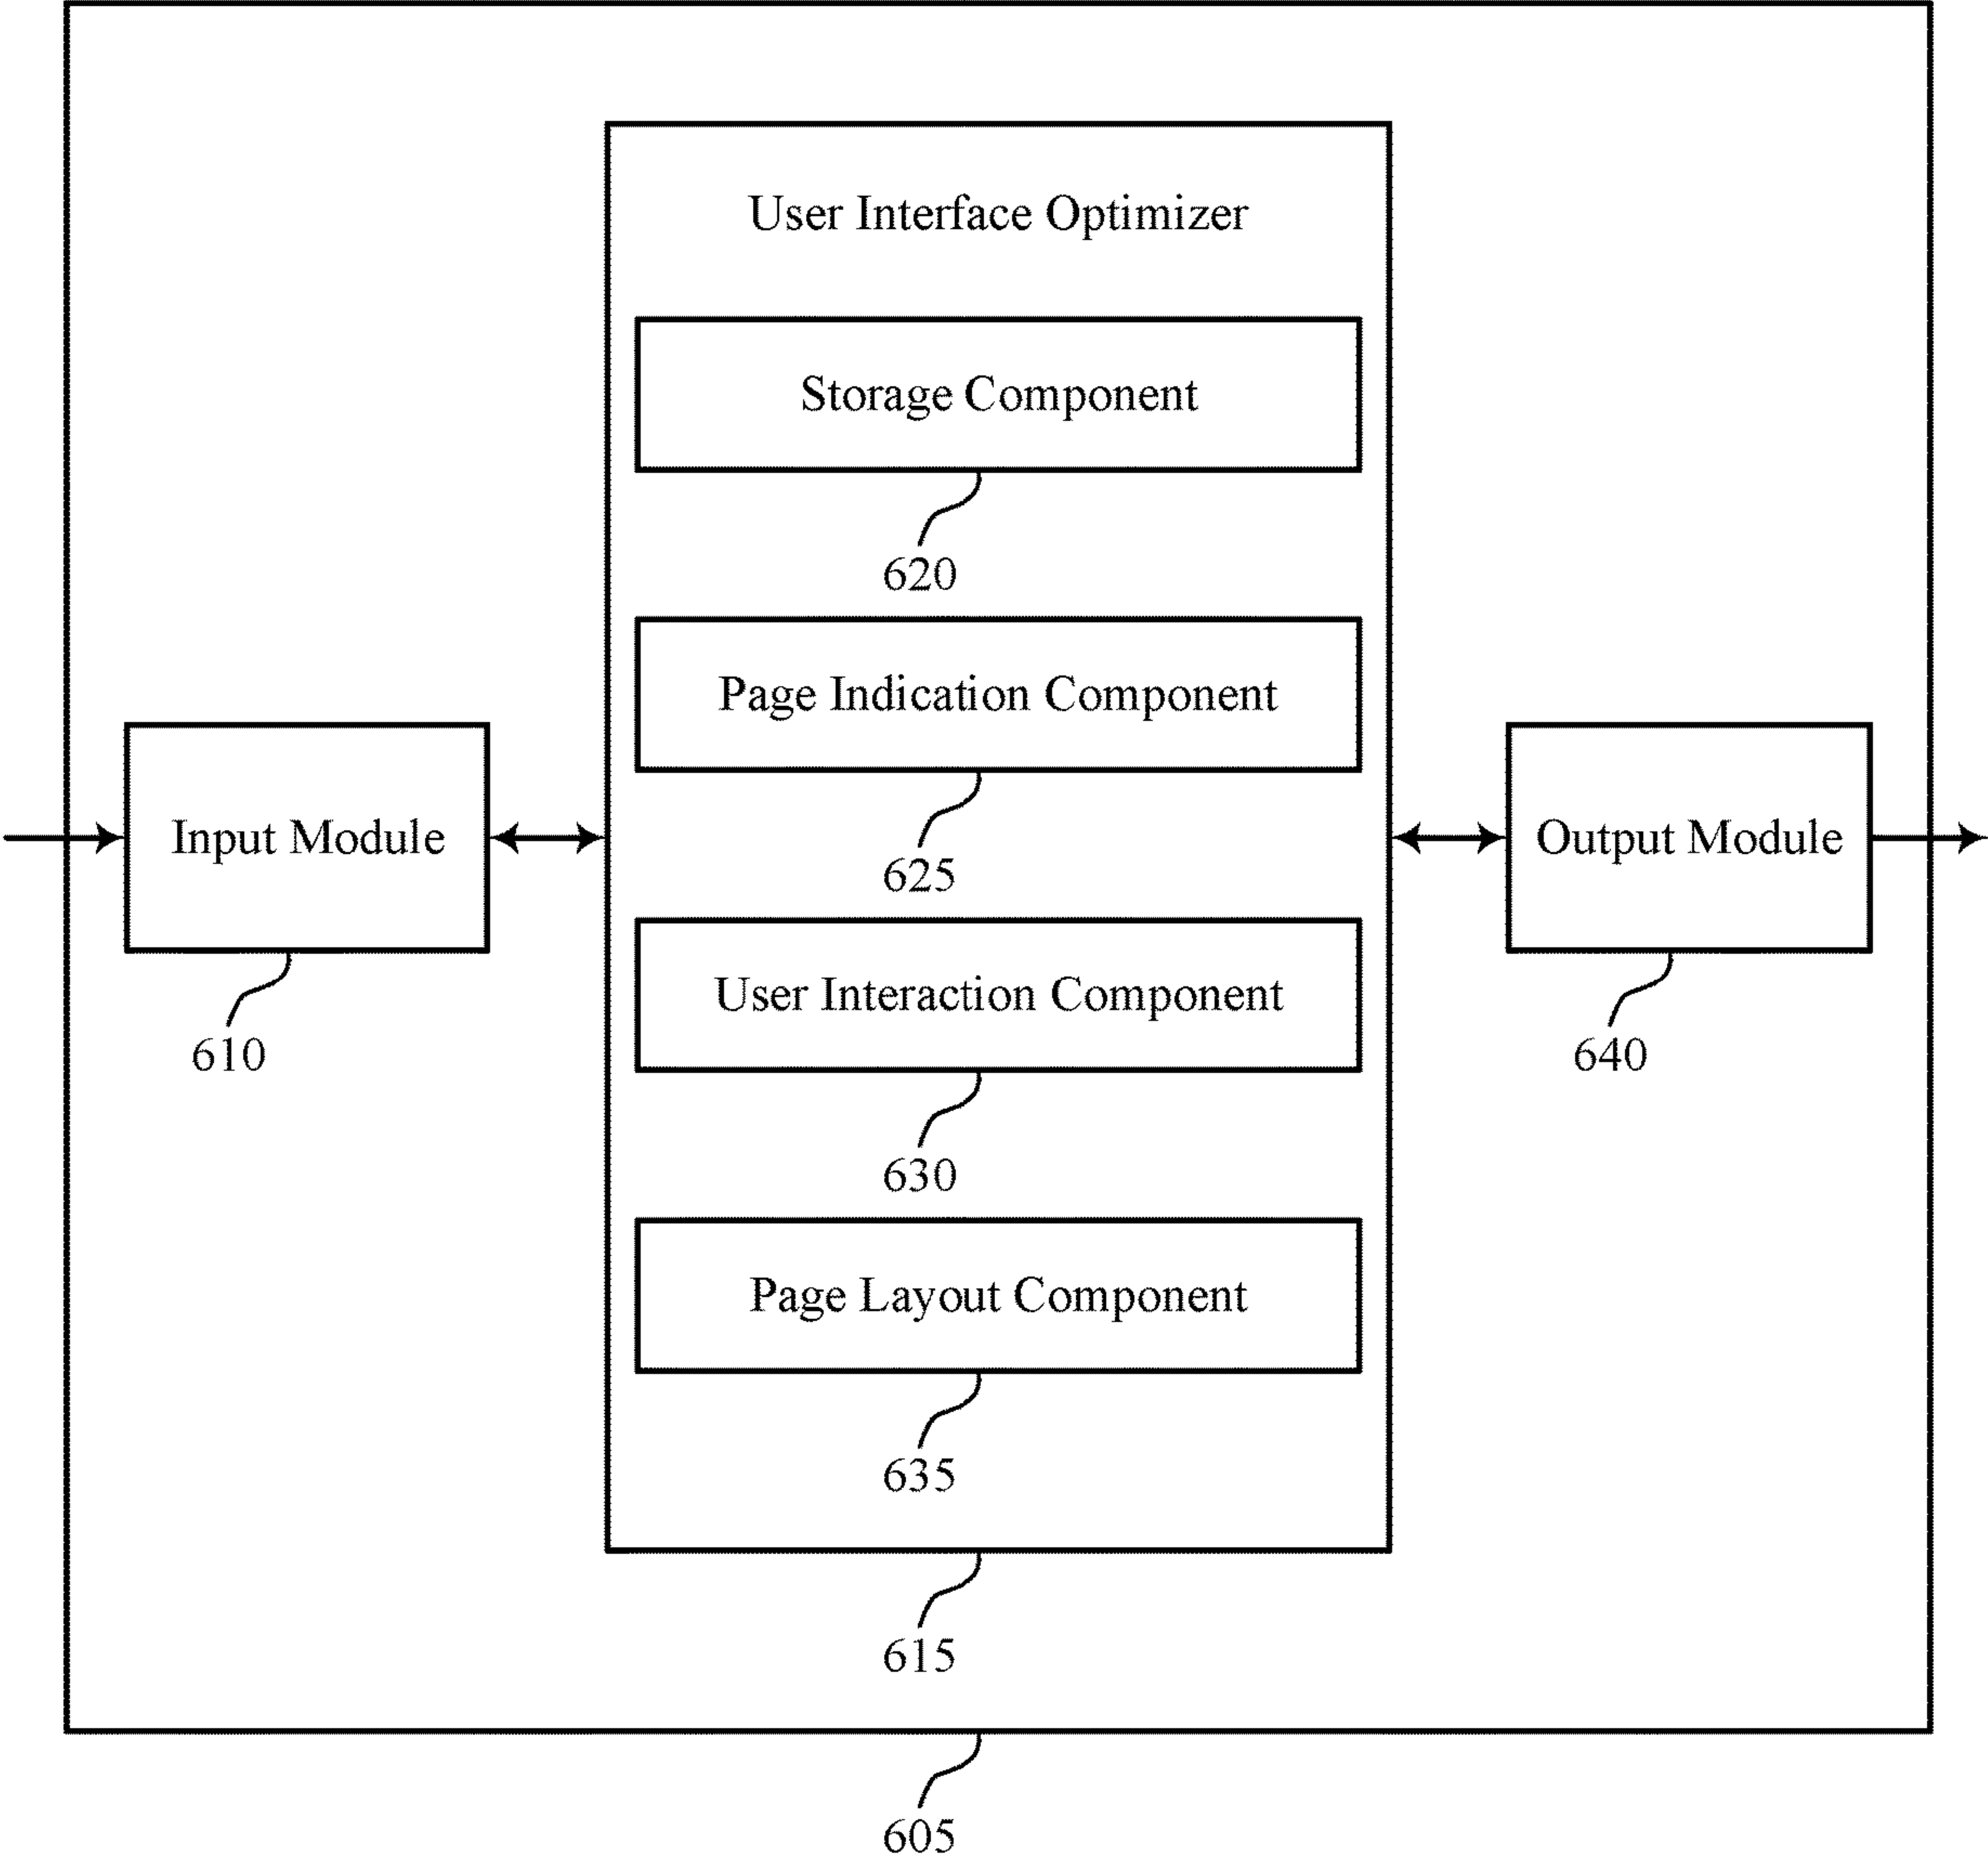 User Interface Optimizer
Storage Component
620
Page Indication Component
625
Input Module
610
Output Module
640
User Interaction Component
630
Page Layout Component
635
615
605